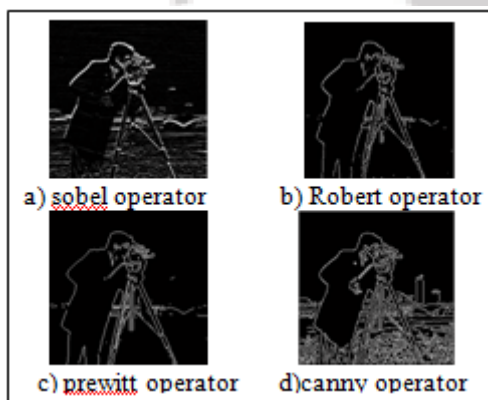 a) sobel operator
b) Robert operator
c) prewitt operator
d)canny operator